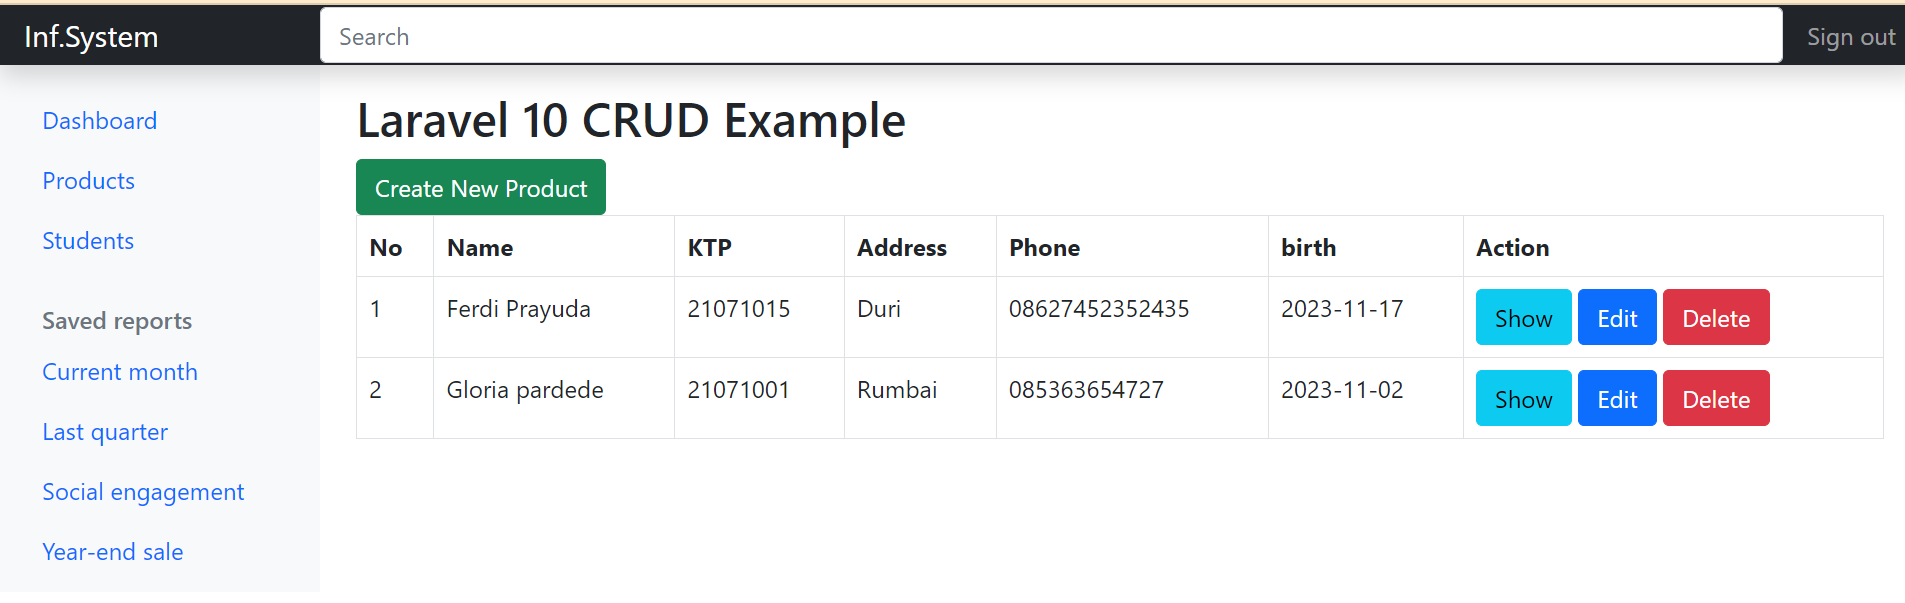 Inf.System Search Sign out
Dashboard
Products
Students
Saved reports
Current month
Last quarter
Social engagement
Year-end sale
Laravel 10 CRUD Example
Create New Product
No Name KTP Address Phone birth Action
1 Ferdi Prayuda 21071015 Duri 08627452352435 2023-11-17 Show Edit Delete
2 Gloria pardede 21071001 Rumbai 085363654727 2023-11-02 Show Edit Delete